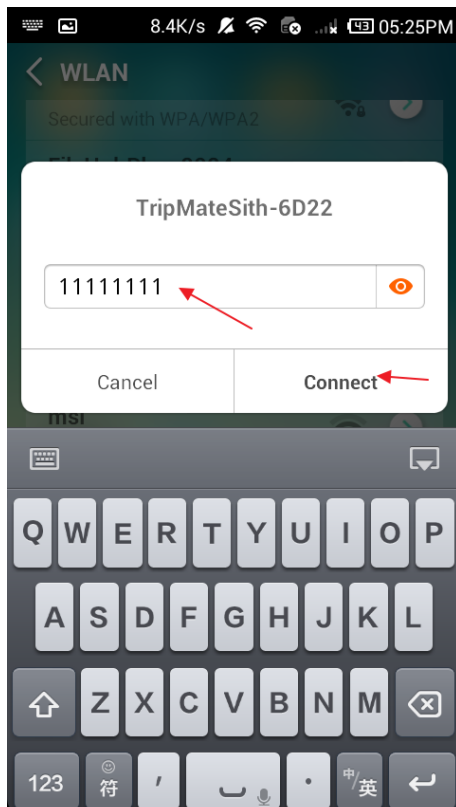 8.4K/s 43 05:25PM
WLAN
Secured with WPA/WPA2
TripMateSith-6D22
11111111
Cancel Connect
msi
Q W E R T Y U I O P
A S D F G H J K L
Z X C V B N M
123 符 , . 中/英